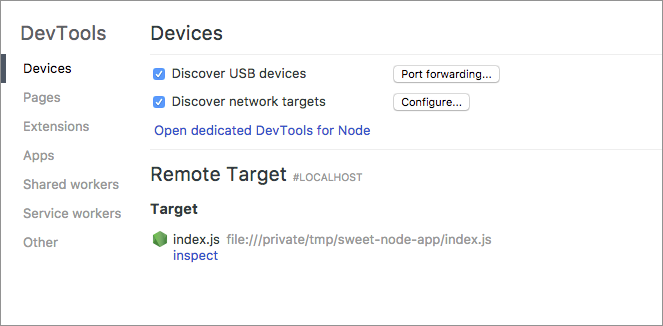 DevTools
Devices
Pages
Extensions
Apps
Shared workers
Service workers
Other
Devices
Discover USB devices
Port forwarding...
Discover network targets
Configure...
Open dedicated DevTools for Node
Remote Target #LOCALHOST
Target
index.js file:///private/tmp/sweet-node-app/index.js
inspect